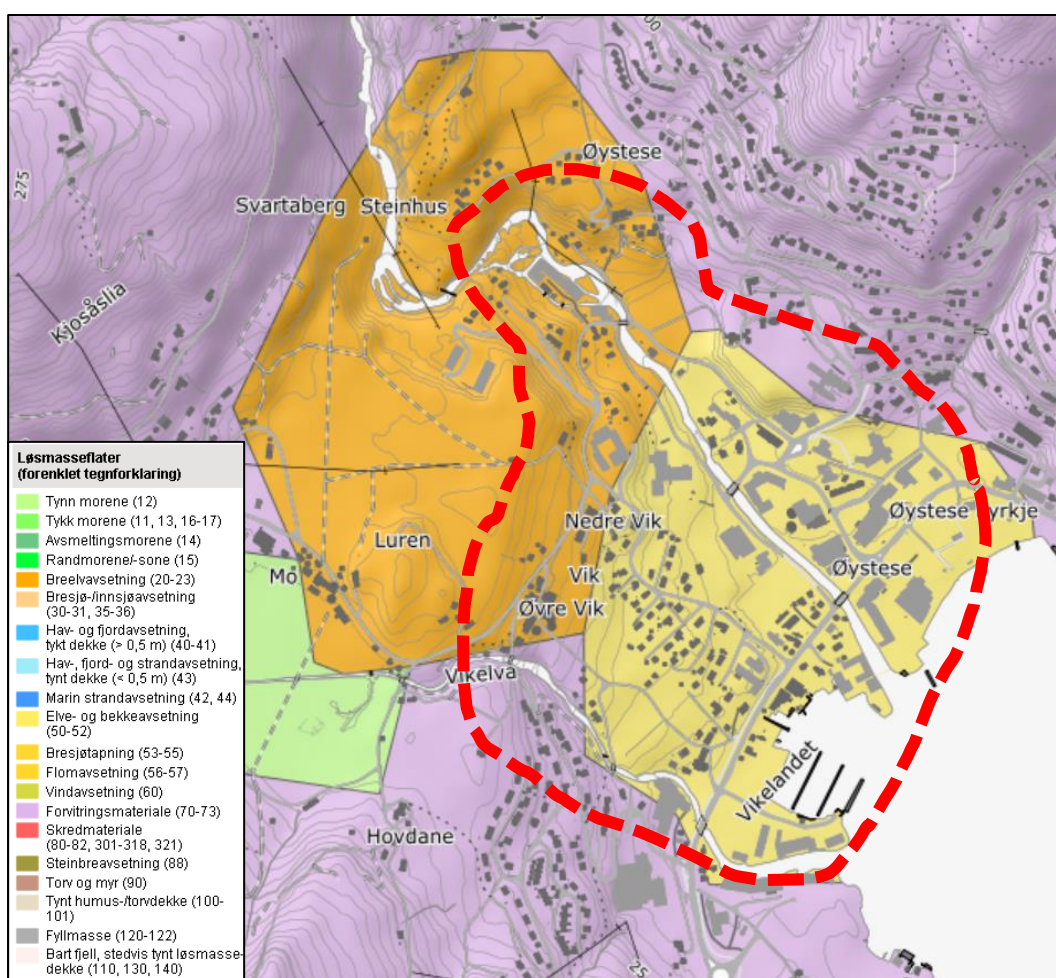 00
Øystese
275
Svartaberg
Steinhus
Kjosåslia
Løsmasseflater
(forenklet tegnforklaring)
Tynn morene (12)
Tykk morene (11, 13, 16-17)
Avsmeltingsmorene (14)
Randmorene/-sone (15)
Breelvavsetning (20-23)
Bresjø-/innsjøavsetning
(30-31, 35-36)
Hav- og fjordavsetning,
tykt dekke (> 0,5 m) (40-41)
Hav-, fjord- og strandavsetning,
tynt dekke (< 0,5 m) (43)
Marin strandavsetning (42, 44)
Elve- og bekkeavsetning
(50-52)
Bresjøtapning (53-55)
Flomavsetning (56-57)
Vindavsetning (60)
Forvitringsmateriale (70-73)
Skredmateriale
(80-82, 301-318, 321)
Steinbreavsetning (88)
Torv og myr (90)
Tynt humus-/torvdekke (100-
101)
Fyllmasse (120-122)
Bart fjell, stedvis tynt løsmasse-
dekke (110, 130, 140)
Nedre Vik
Øystese
Luren
Mo
Vik
Øystese
Øvre Vik
Vikelva
Vikelandet
Hovdane
25